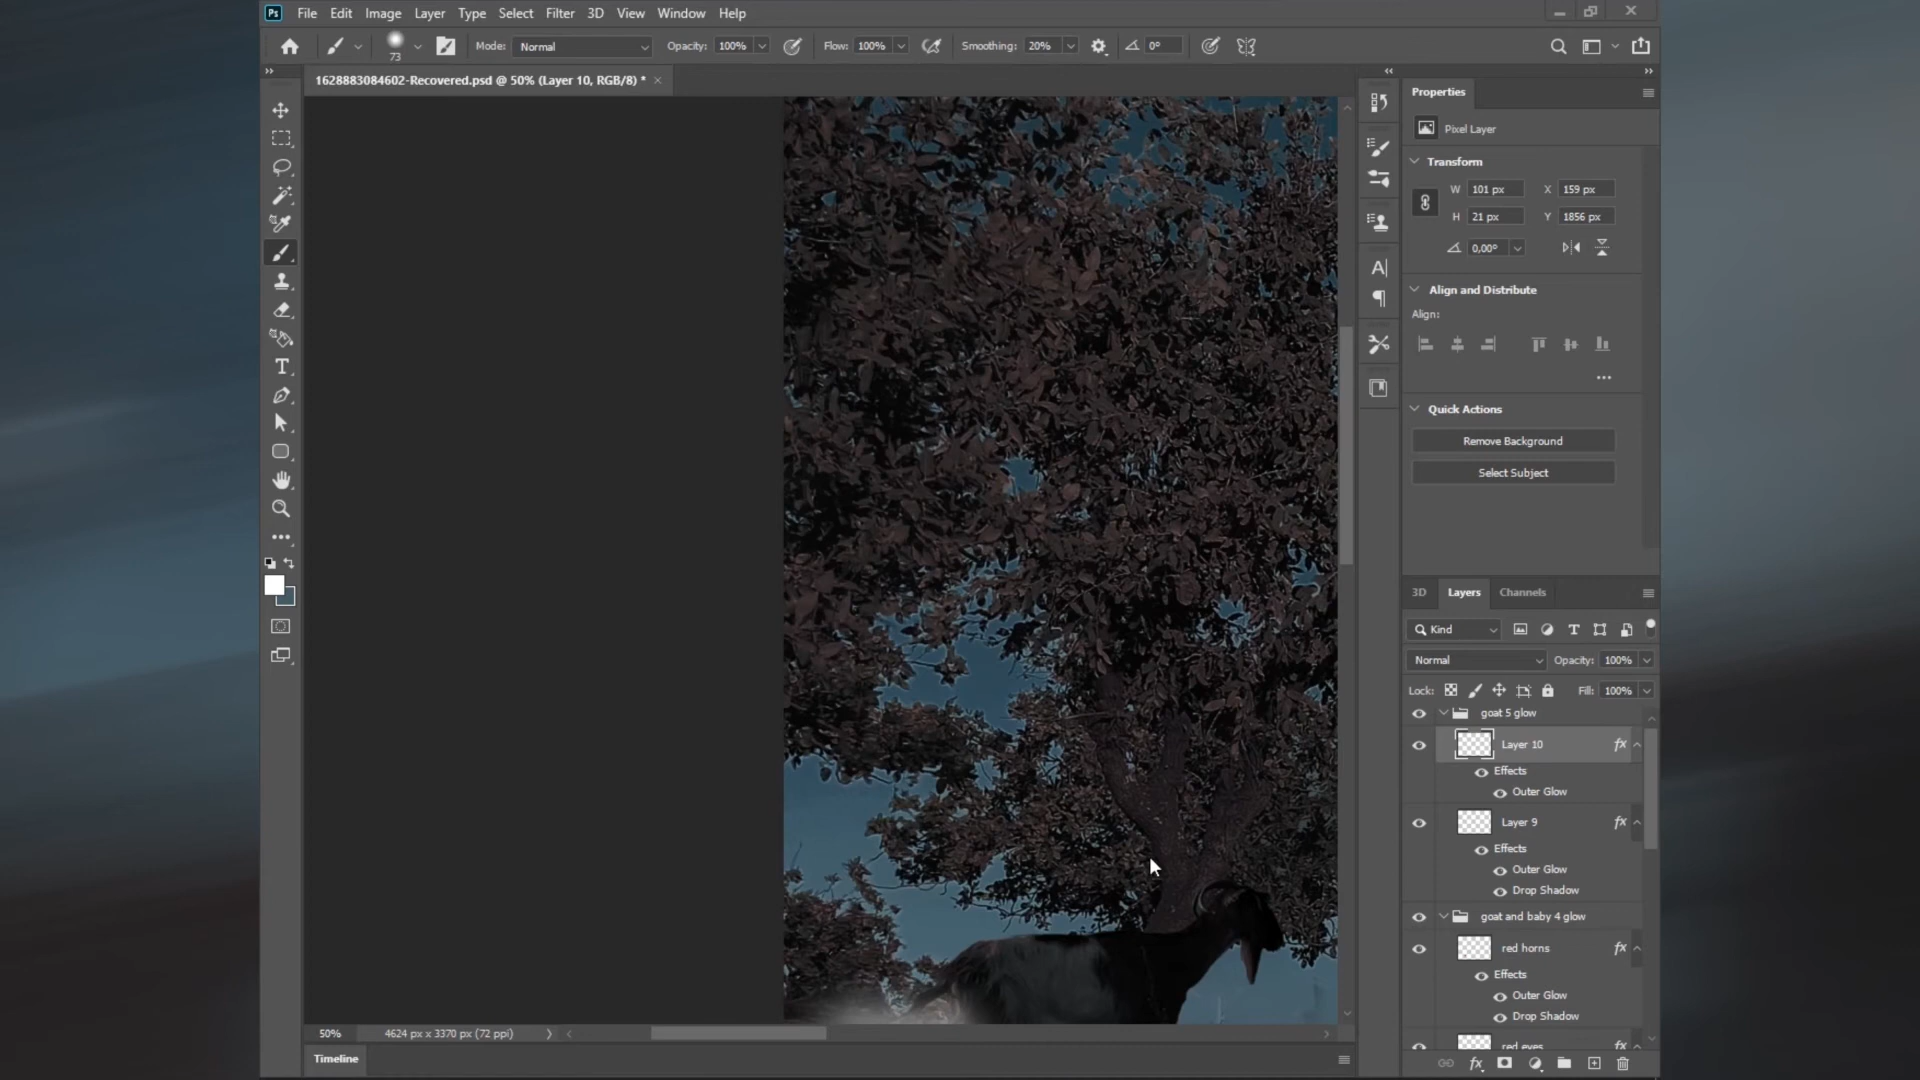 Ps File Edit Image Layer Type Select Filter 3D View Window Help
73 Mode: Normal Opacity: 100% Flow: 100% Smoothing: 20% 0°
1628883084602-Recovered.psd @ 50% (Layer 10, RGB/8) *
Properties
Pixel Layer
Transform
W 101 px X 159 px
H 21 px Y 1856 px
0,00°
Align and Distribute
Align:
Quick Actions
Remove Background
Select Subject
3D Layers Channels
Kind
Normal Opacity: 100%
Lock: Fill: 100%
goat 5 glow
Layer 10 fx
Effects
Outer Glow
Layer 9 fx
Effects
Outer Glow
Drop Shadow
goat and baby 4 glow
red horns fx
Effects
Outer Glow
Drop Shadow
red eyes fx
fx
50% 4624 px x 3370 px (72 ppi)
Timeline